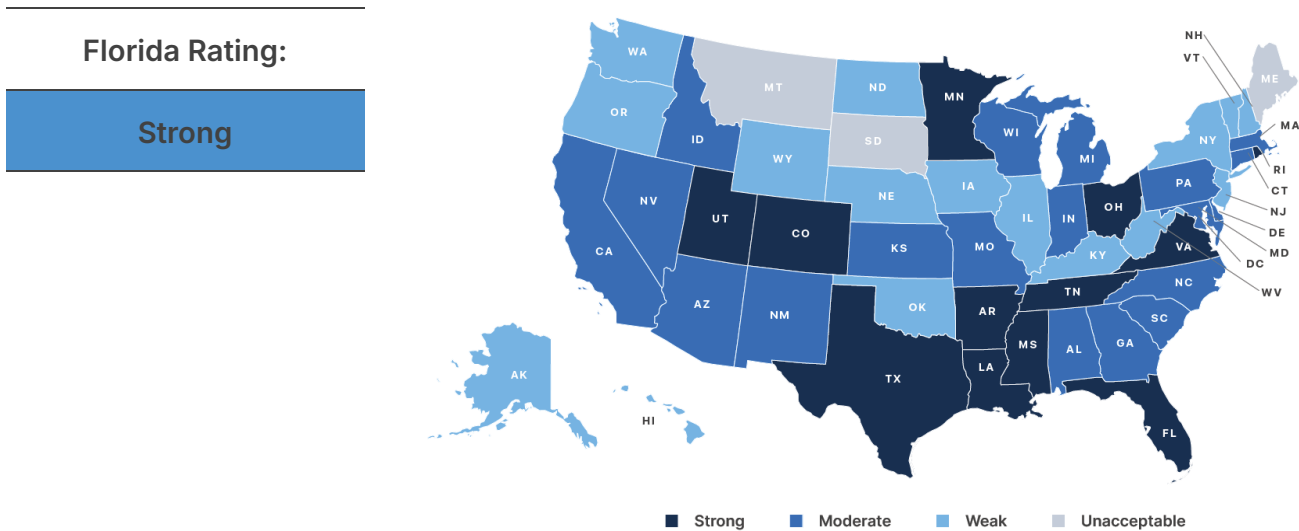 Florida Rating:
Strong
NH
VT
WA
MT
ND
MN
ME
OR
ID
SD
WI
MI
NY
MA
WY
RI
IA
PA
CT
NE
NV
UT
CO
IL
IN
OH
NJ
DE
MD
DC
WV
CA
KS
MO
KY
VA
AZ
NM
OK
AR
TN
NC
SC
MS
AL
GA
LA
TX
AK
HI
FL
Strong Moderate Weak Unacceptable